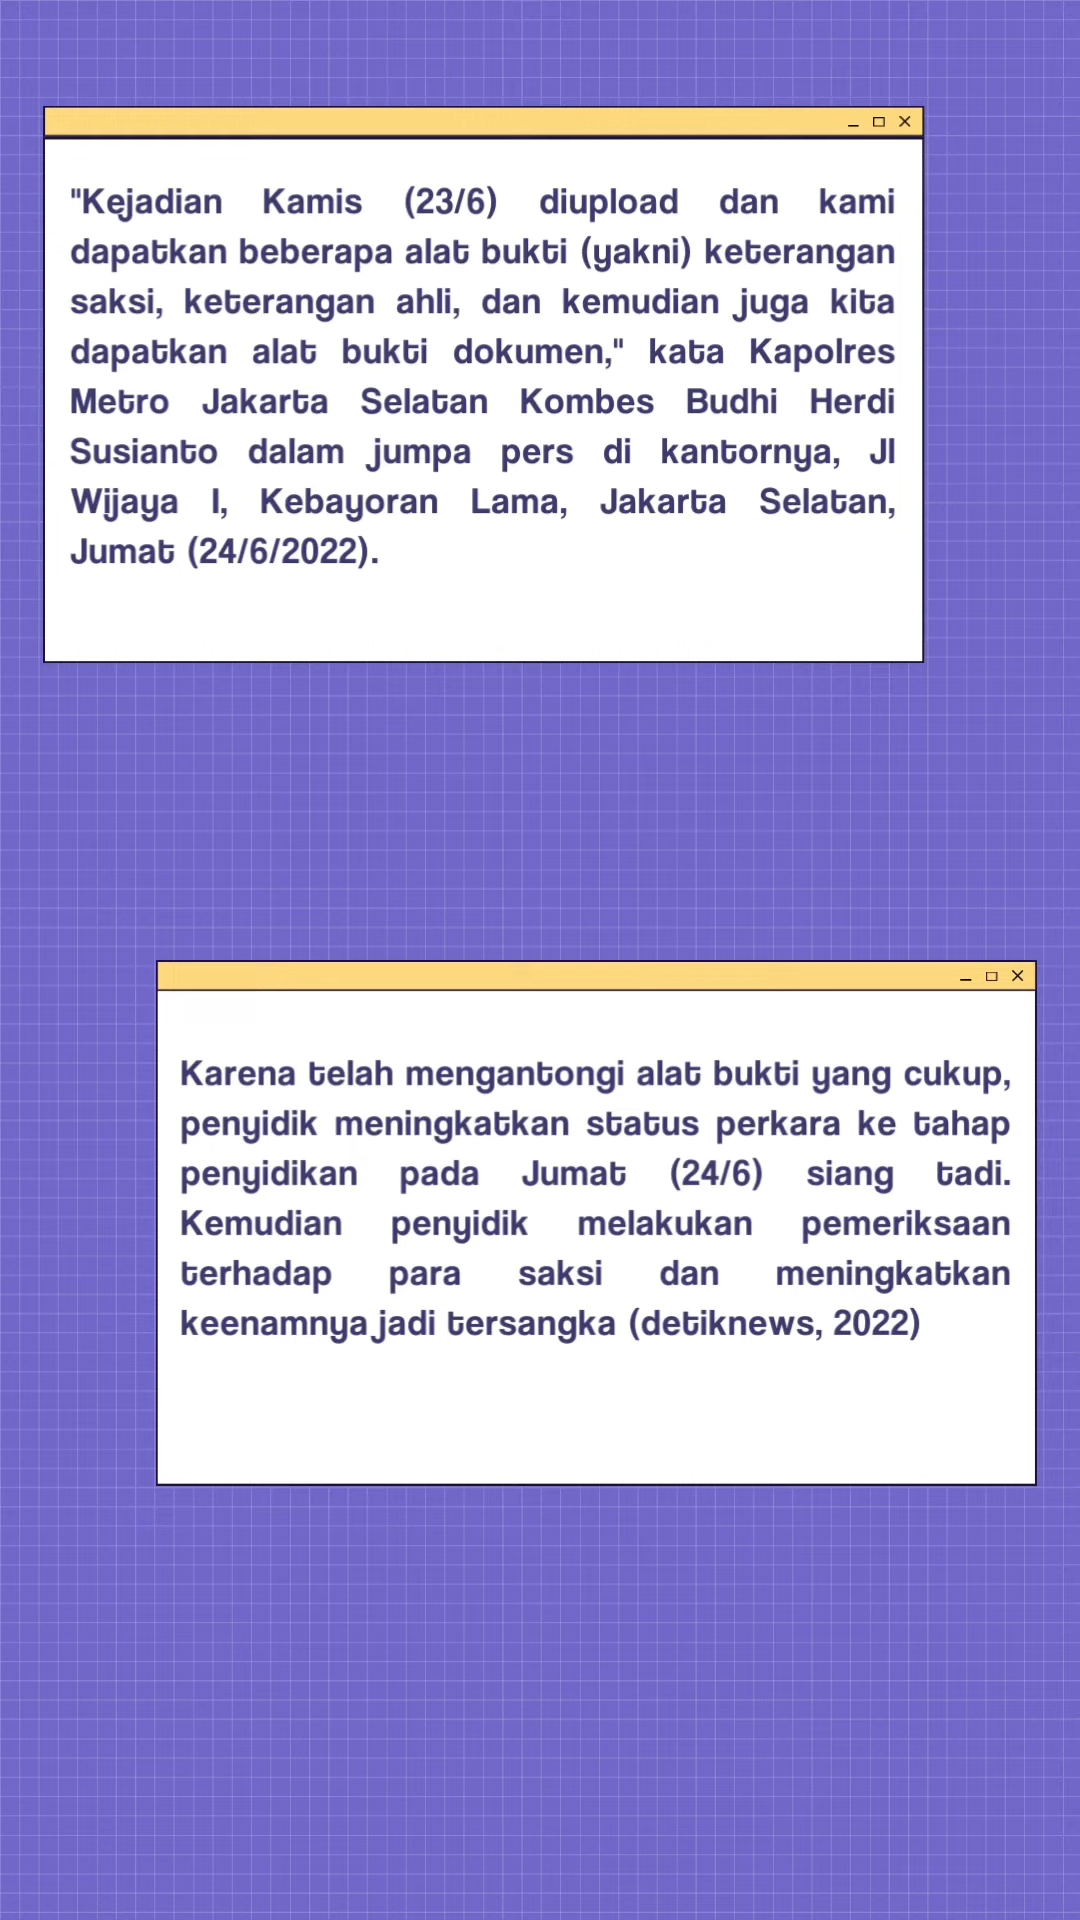 "Kejadian Kamis (23/6) diupload dan kami
dapatkan beberapa alat bukti (yakni) keterangan
saksi, keterangan ahli, dan kemudian juga kita
dapatkan alat bukti dokumen," kata Kapolres
Metro Jakarta Selatan Kombes Budhi Herdi
Susianto dalam jumpa pers di kantornya, Jl
Wijaya I, Kebayoran Lama, Jakarta Selatan,
Jumat (24/6/2022).
Karena telah mengantongi alat bukti yang cukup,
penyidik meningkatkan status perkara ke tahap
penyidikan pada Jumat (24/6) siang tadi.
Kemudian penyidik melakukan pemeriksaan
terhadap para saksi dan meningkatkan
keenamnya jadi tersangka (detiknews, 2022)